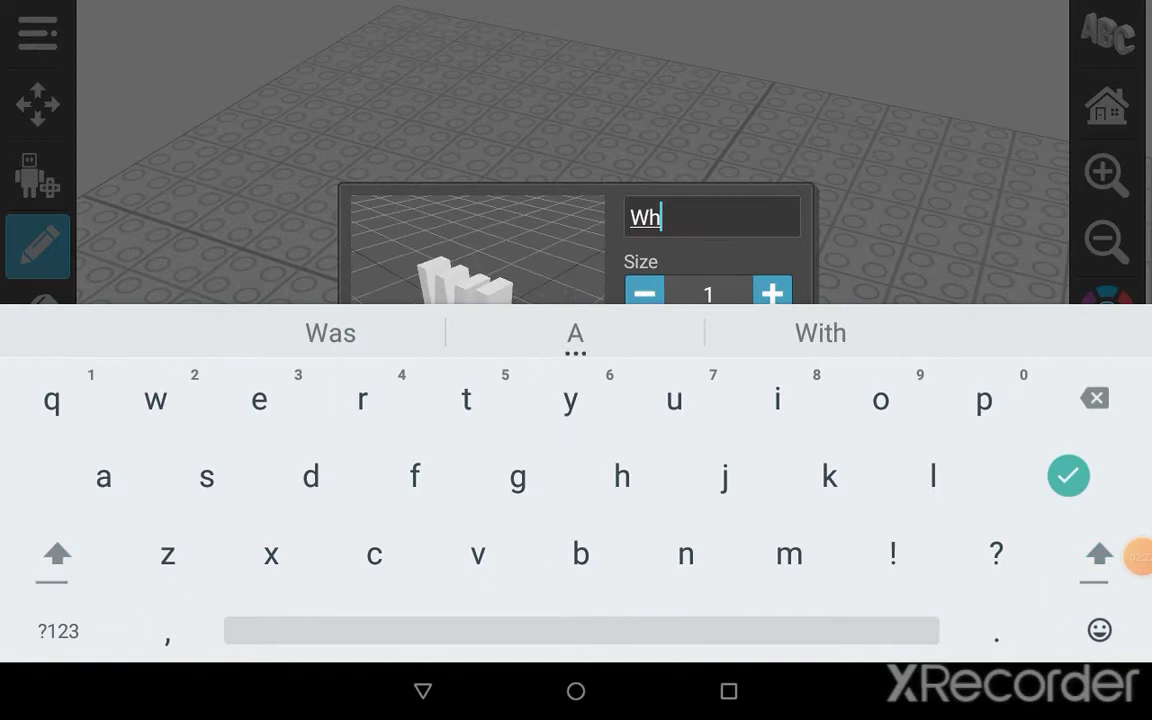 ABC
Wh
Size
1
Was A With
1 2 3 4 5 6 7 8 9 0
q w e r t y u i o p
a s d f g h j k l
z x c v b n m ! ?
?123 , .
XRecorder